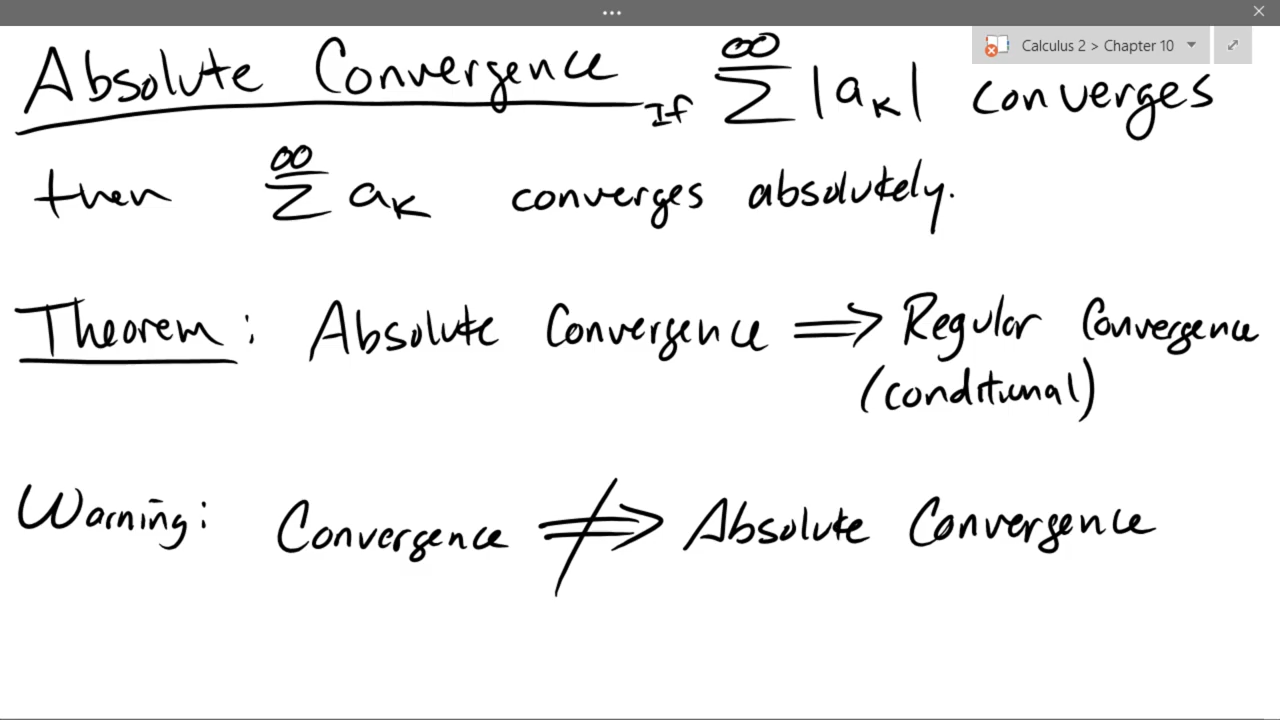 Calculus 2 > Chapter 10
Absolute Convergence If ∞ Σ |aₖ| converges
then ∞ Σ aₖ converges absolutely.
Theorem: Absolute Convergence ⟹ Regular Convergence
(conditional)
Warning: Convergence ⇏ Absolute Convergence